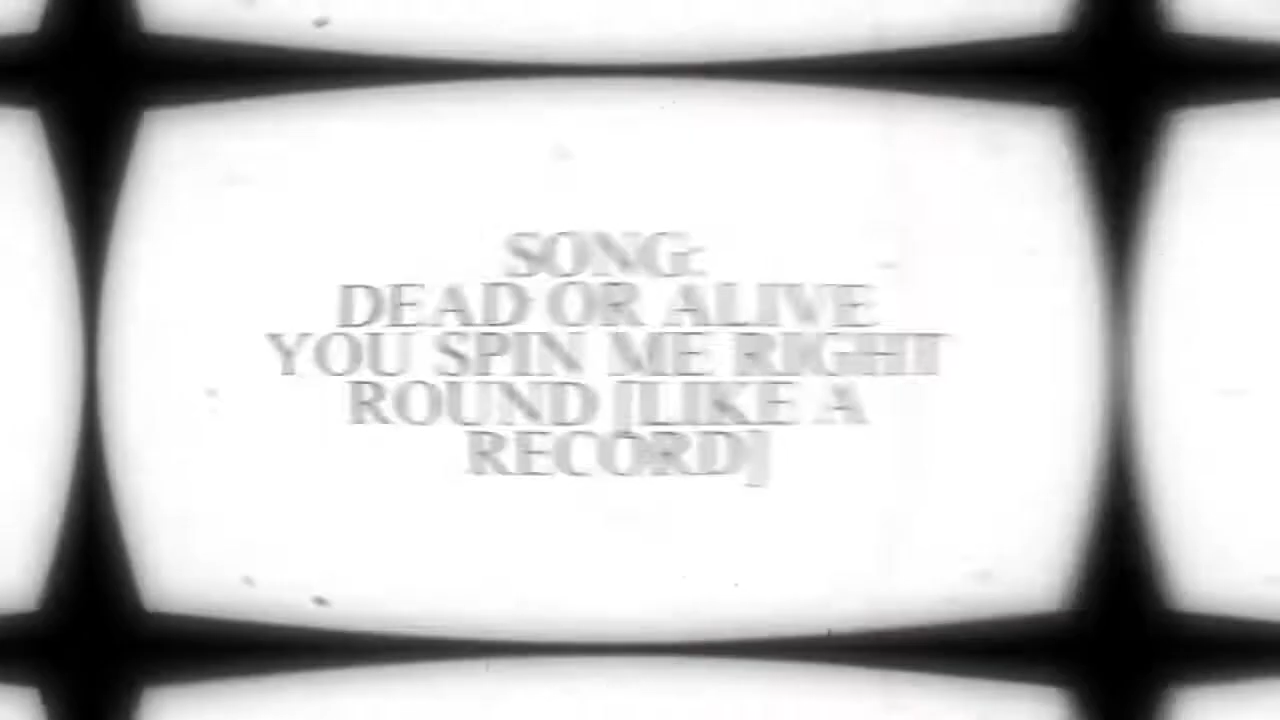 SONG:
DEAD OR ALIVE
YOU SPIN ME RIGHT
ROUND [LIKE A
RECORD]